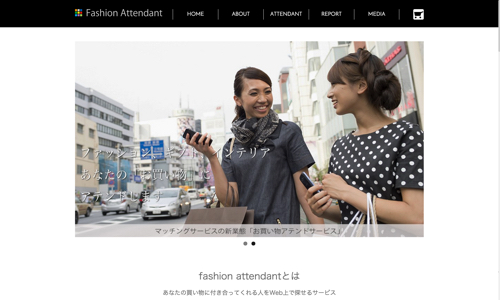 Fashion Attendant
HOME
ABOUT
ATTENDANT
REPORT
MEDIA
ファッション、ギフト、インテリア
あなたの「お買い物」に
アテンドします
マッチングサービスの新業態「お買い物アテンドサービス」
fashion attendantとは
あなたの買い物に付き合ってくれる人をWeb上で探せるサービス